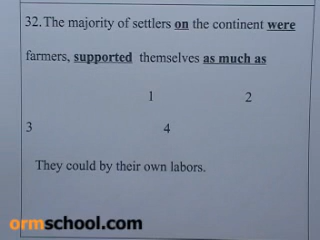 32. The majority of settlers on the continent were
farmers, supported themselves as much as
1 2
3 4
They could by their own labors.
ormschool.com